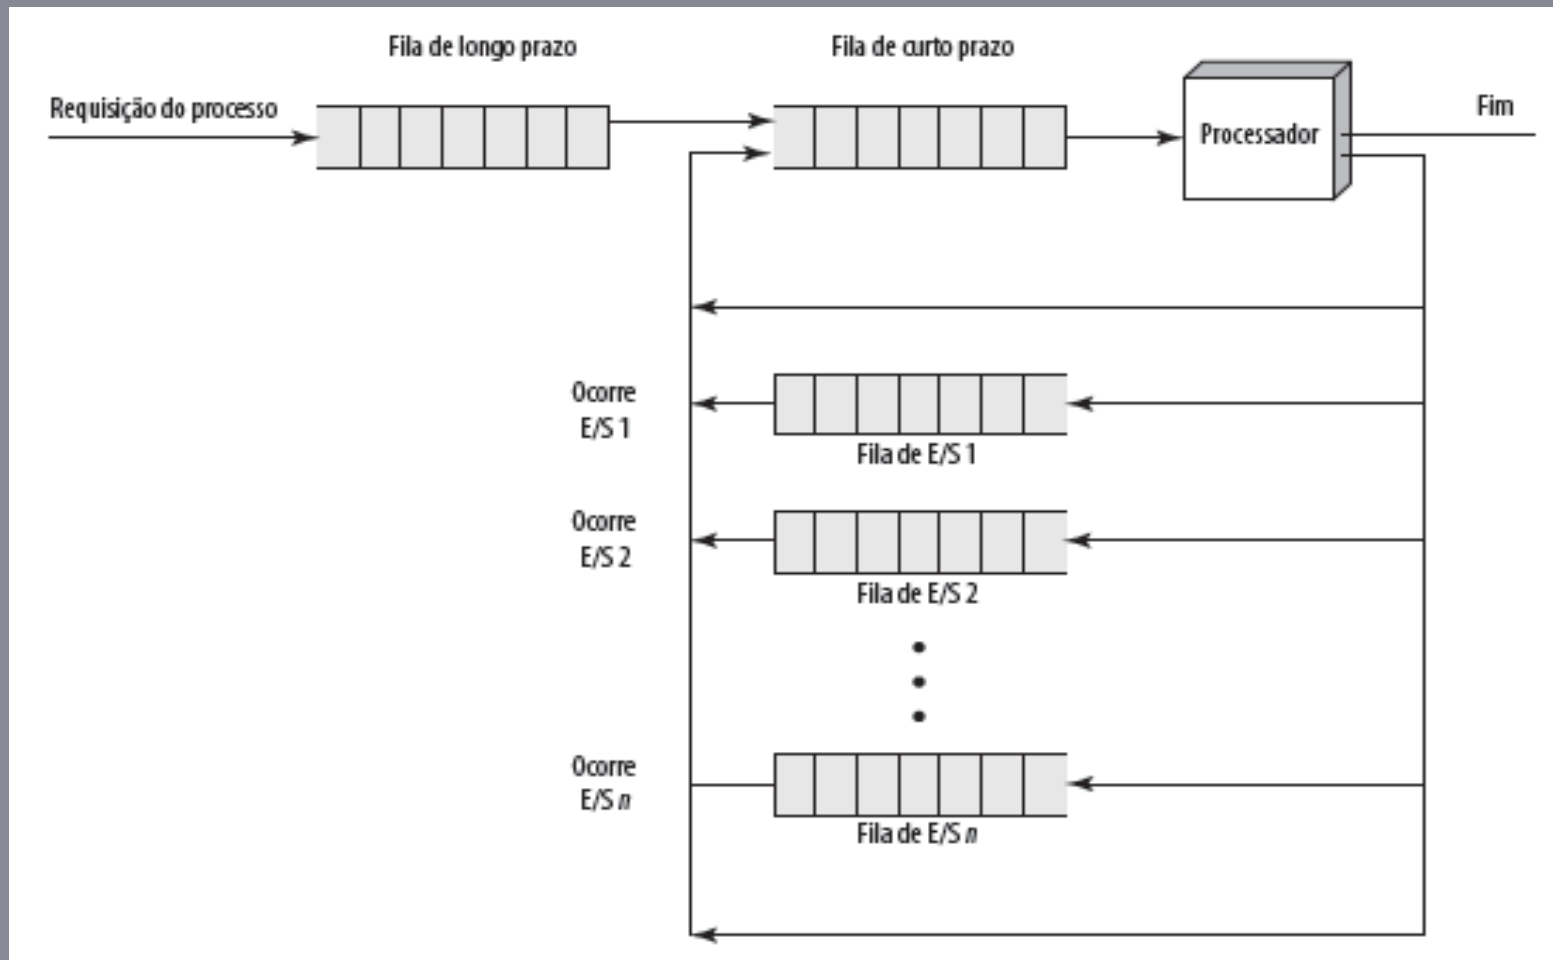 Fila de longo prazo
Fila de curto prazo
Requisição do processo
Processador
Fim
Ocorre
E/S 1
Fila de E/S 1
Ocorre
E/S 2
Fila de E/S 2
Ocorre
E/S n
Fila de E/S n